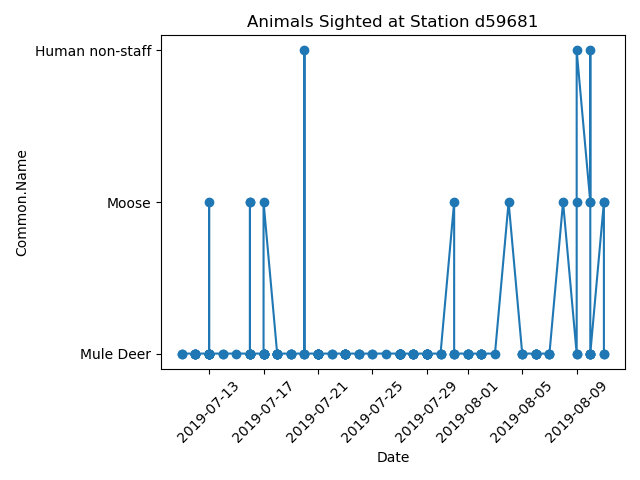 Animals Sighted at Station d59681
Human non-staff
Moose
Mule Deer
Common.Name
2019-07-13
2019-07-17
2019-07-21
2019-07-25
2019-07-29
2019-08-01
2019-08-05
2019-08-09
Date